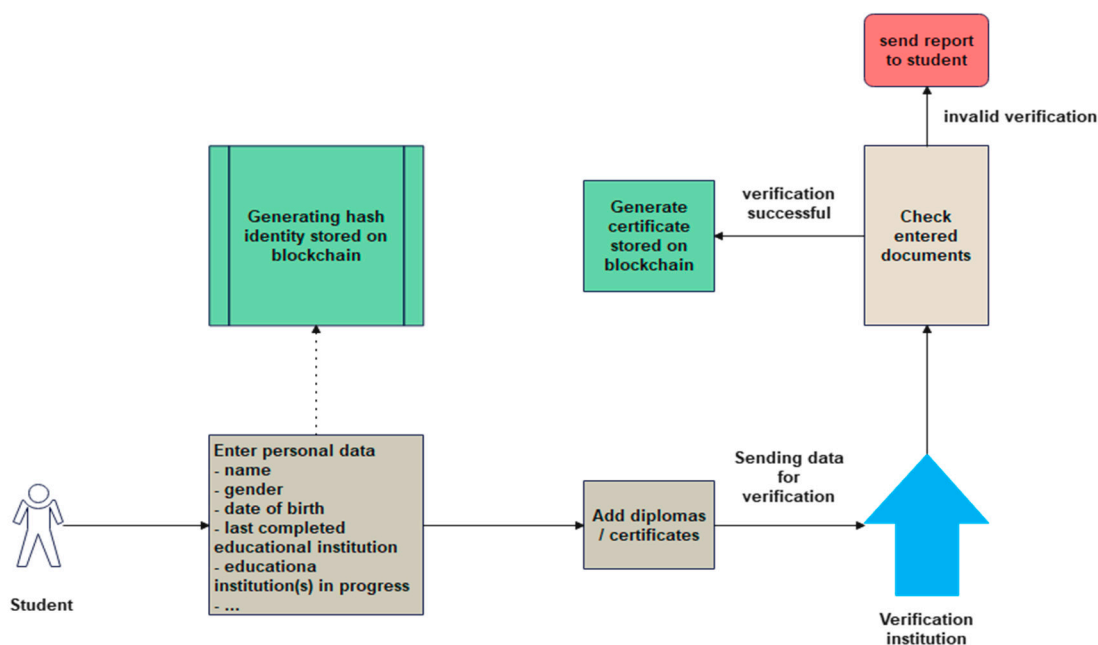 send report
to student
invalid verification
Generating hash
identity stored on
blockchain
Generate
certificate
stored on
blockchain
verification
successful
Check
entered
documents
Student
Enter personal data
- name
- gender
- date of birth
- last completed
educational institution
- educationa
institution(s) in progress
- ...
Add diplomas
/ certificates
Sending data
for
verification
Verification
institution